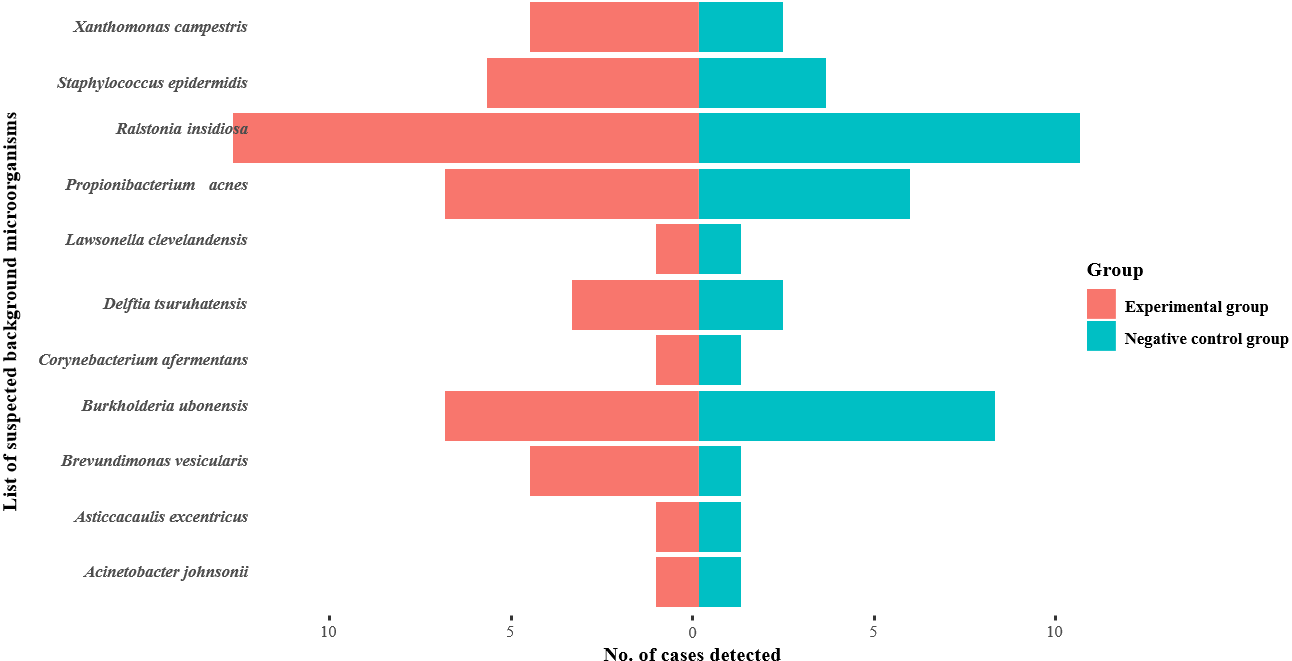 List of suspected background microorganisms
Xanthomonas campestris
Staphylococcus epidermidis
Ralstonia insidiosa
Propionibacterium acnes
Lawsonella clevelandensis
Delftia tsuruhatensis
Corynebacterium afermentans
Burkholderia ubonensis
Brevundimonas vesicularis
Asticcacaulis excentricus
Acinetobacter johnsonii
10 5 0 5 10
No. of cases detected
Group
Experimental group
Negative control group